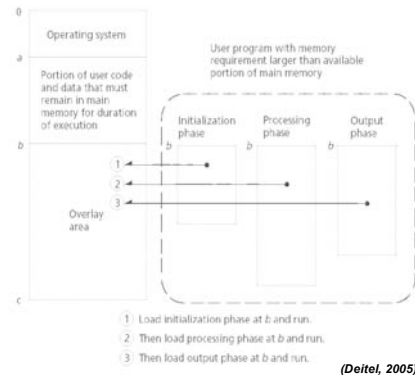 0
Operating system
a
Portion of user code
and data that must
remain in main
memory for duration
of execution
b
Overlay
area
c
User program with memory
requirement larger than available
portion of main memory
Initialization
phase
Processing
phase
Output
phase
b
b
b
1
2
3
1 Load initialization phase at b and run.
2 Then load processing phase at b and run.
3 Then load output phase at b and run.
(Deitel, 2005)